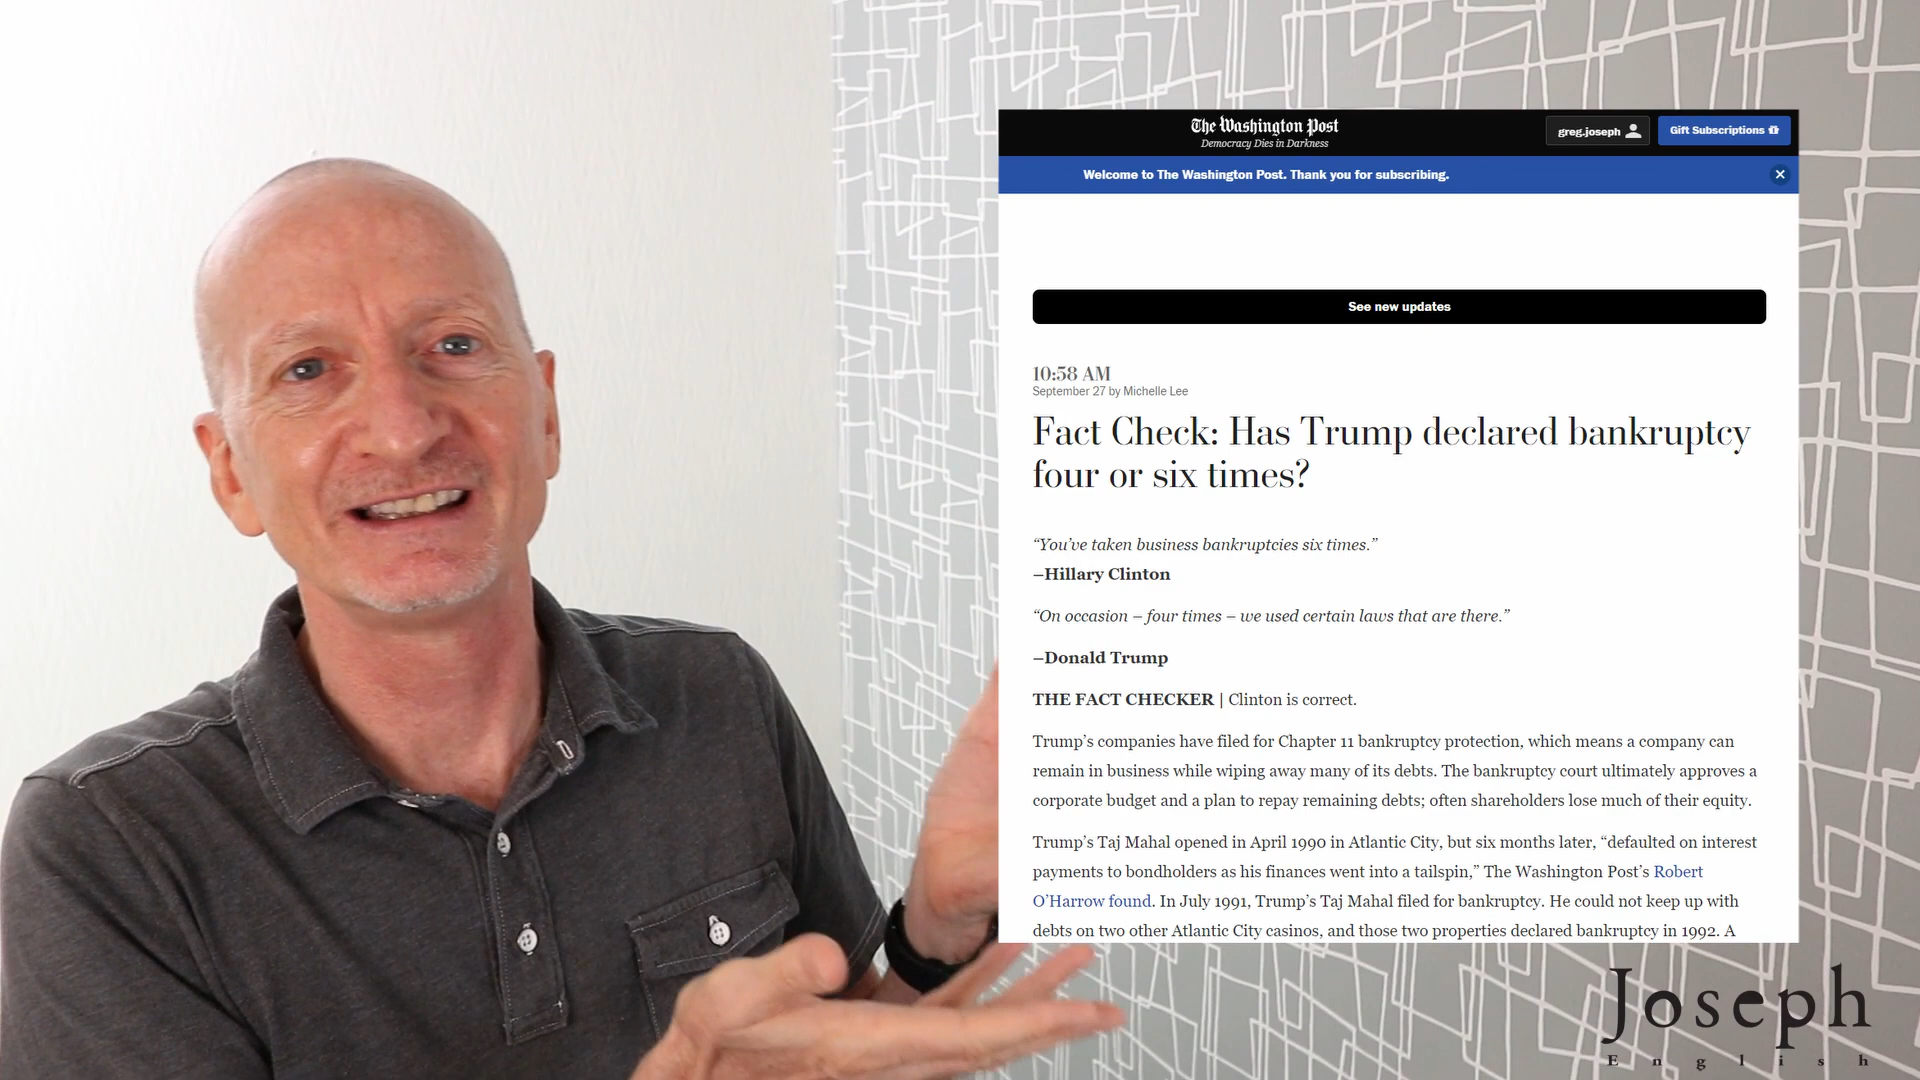 The Washington Post
Democracy Dies in Darkness
greg.joseph
Gift Subscriptions
Welcome to The Washington Post. Thank you for subscribing.
See new updates
10:58 AM
September 27 by Michelle Lee
Fact Check: Has Trump declared bankruptcy
four or six times?
“You’ve taken business bankruptcies six times.”
–Hillary Clinton
“On occasion – four times – we used certain laws that are there.”
–Donald Trump
THE FACT CHECKER | Clinton is correct.
Trump’s companies have filed for Chapter 11 bankruptcy protection, which means a company can
remain in business while wiping away many of its debts. The bankruptcy court ultimately approves a
corporate budget and a plan to repay remaining debts; often shareholders lose much of their equity.
Trump’s Taj Mahal opened in April 1990 in Atlantic City, but six months later, “defaulted on interest
payments to bondholders as his finances went into a tailspin,” The Washington Post’s Robert
O’Harrow found. In July 1991, Trump’s Taj Mahal filed for bankruptcy. He could not keep up with
debts on two other Atlantic City casinos, and those two properties declared bankruptcy in 1992. A
Joseph
English